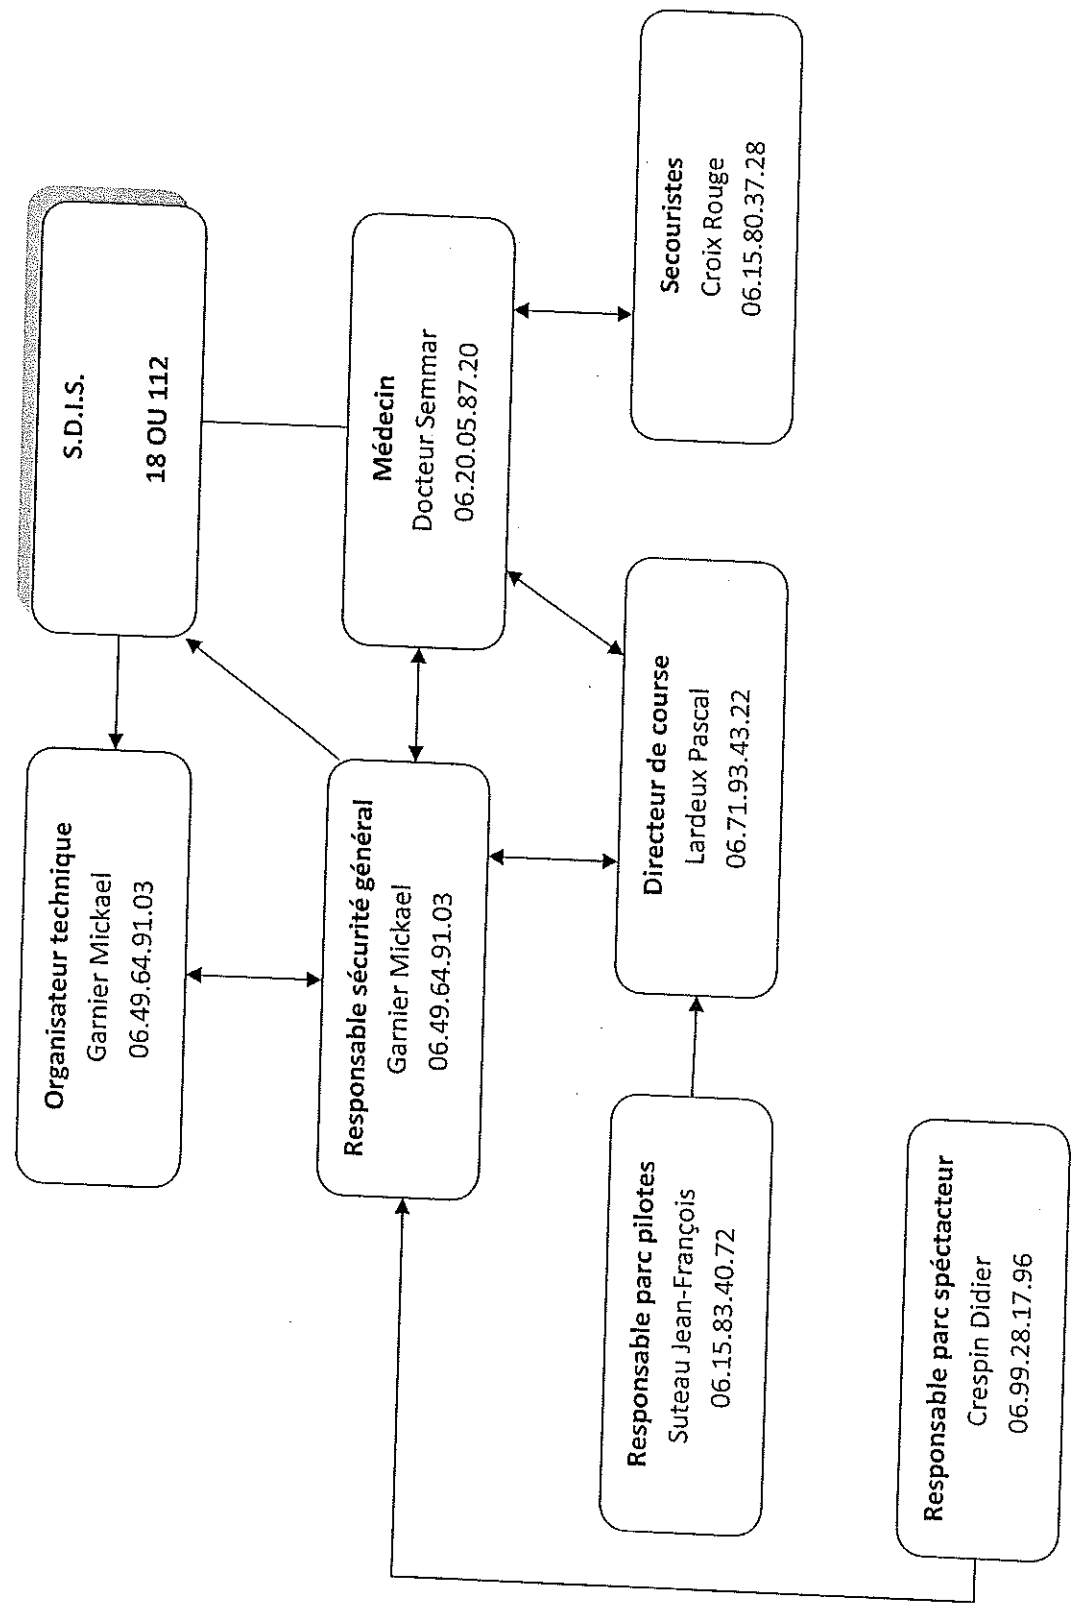 Organisateur technique
Garnier Mickael
06.49.64.91.03
S.D.I.S.
18 OU 112
Responsable sécurité général
Garnier Mickael
06.49.64.91.03
Médecin
Docteur Semmar
06.20.05.87.20
Responsable parc pilotes
Suteau Jean-François
06.15.83.40.72
Directeur de course
Lardeux Pascal
06.71.93.43.22
Secouristes
Croix Rouge
06.15.80.37.28
Responsable parc spéctacteur
Crespin Didier
06.99.28.17.96